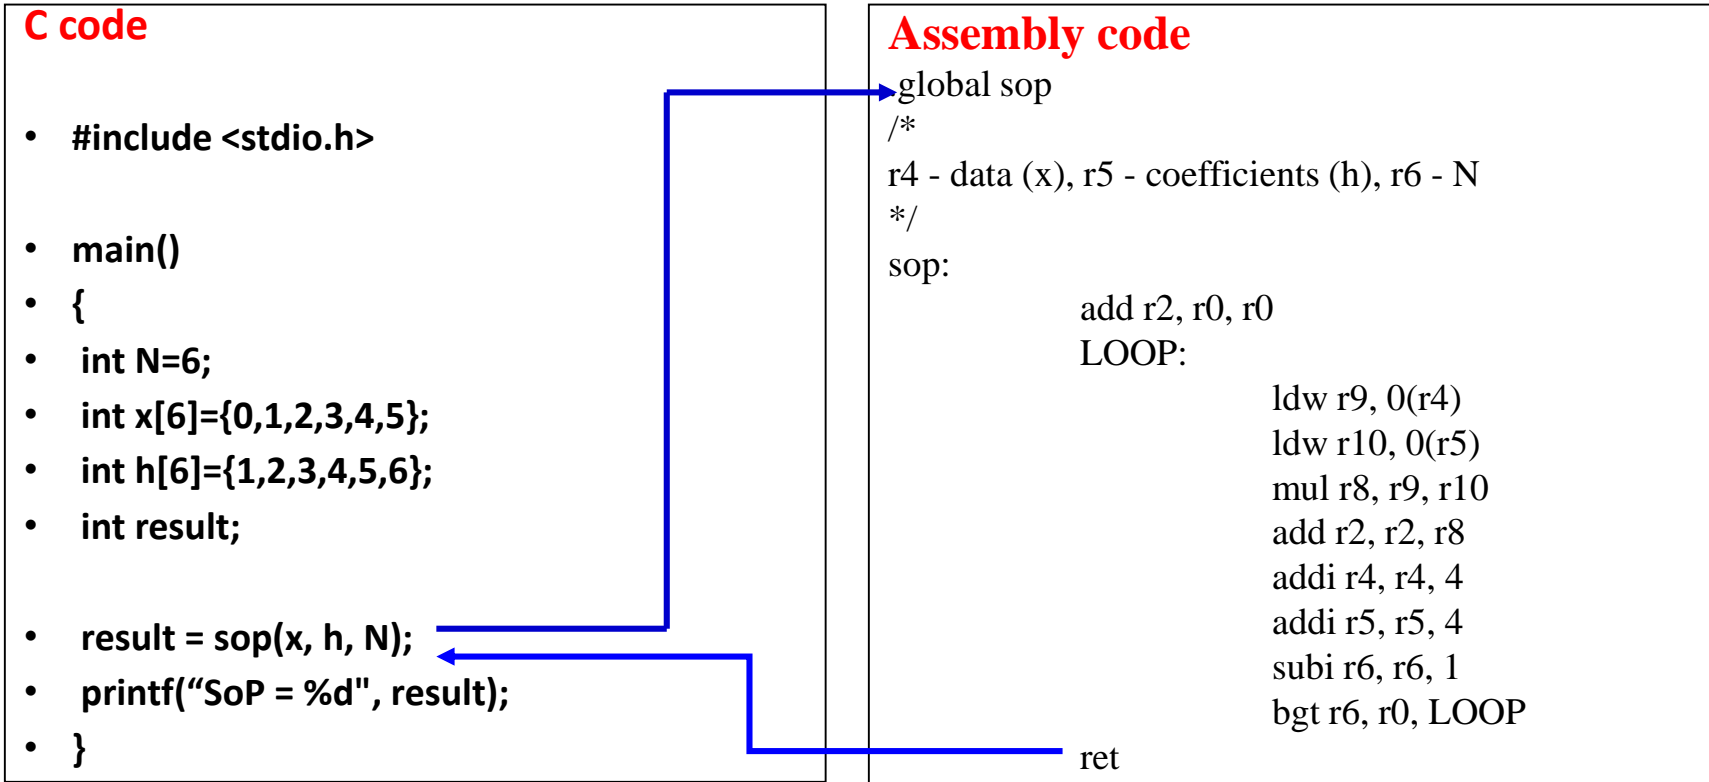 C code
• #include <stdio.h>
• main()
• {
• int N=6;
• int x[6]={0,1,2,3,4,5};
• int h[6]={1,2,3,4,5,6};
• int result;
• result = sop(x, h, N);
• printf(“SoP = %d", result);
• }
Assembly code
.global sop
/*
r4 - data (x), r5 - coefficients (h), r6 - N
*/
sop:
add r2, r0, r0
LOOP:
ldw r9, 0(r4)
ldw r10, 0(r5)
mul r8, r9, r10
add r2, r2, r8
addi r4, r4, 4
addi r5, r5, 4
subi r6, r6, 1
bgt r6, r0, LOOP
ret